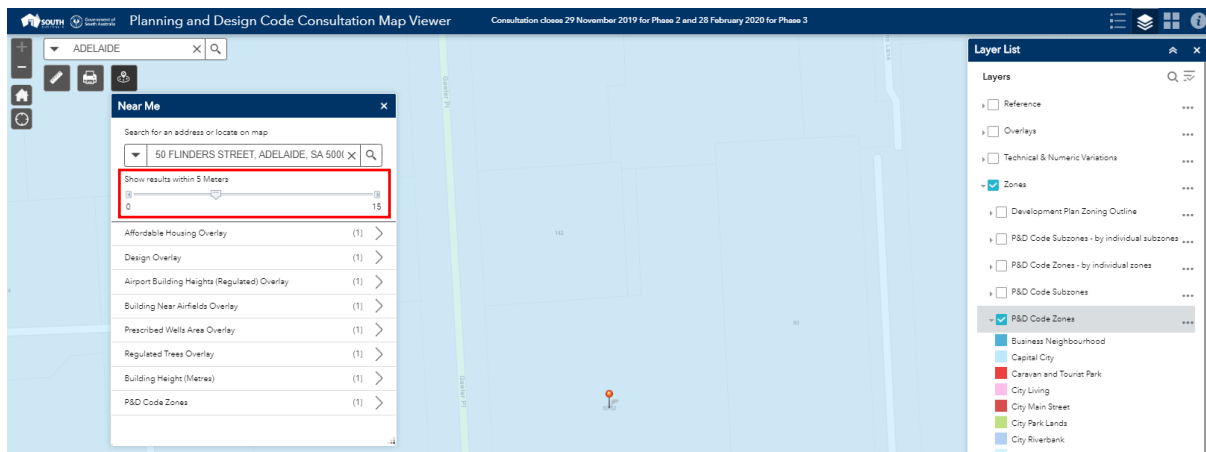 SOUTH AUSTRALIA Government of South Australia Planning and Design Code Consultation Map Viewer Consultation closes 29 November 2019 for Phase 2 and 28 February 2020 for Phase 3
ADELAIDE
Near Me
Search for an address or locate on map
50 FLINDERS STREET, ADELAIDE, SA 500
Show results within 5 Meters
0 15
Affordable Housing Overlay (1)
Design Overlay (1)
Airport Building Heights (Regulated) Overlay (1)
Building Near Airfields Overlay (1)
Prescribed Wells Area Overlay (1)
Regulated Trees Overlay (1)
Building Height (Metres) (1)
P&D Code Zones (1)
Gawler Pl
Gawler Pl
142
Layer List
Layers
Reference
Overlays
Technical & Numeric Variations
Zones
Development Plan Zoning Outline
P&D Code Subzones - by individual subzones
P&D Code Zones - by individual zones
P&D Code Subzones
P&D Code Zones
Business Neighbourhood
Capital City
Caravan and Tourist Park
City Living
City Main Street
City Park Lands
City Riverbank